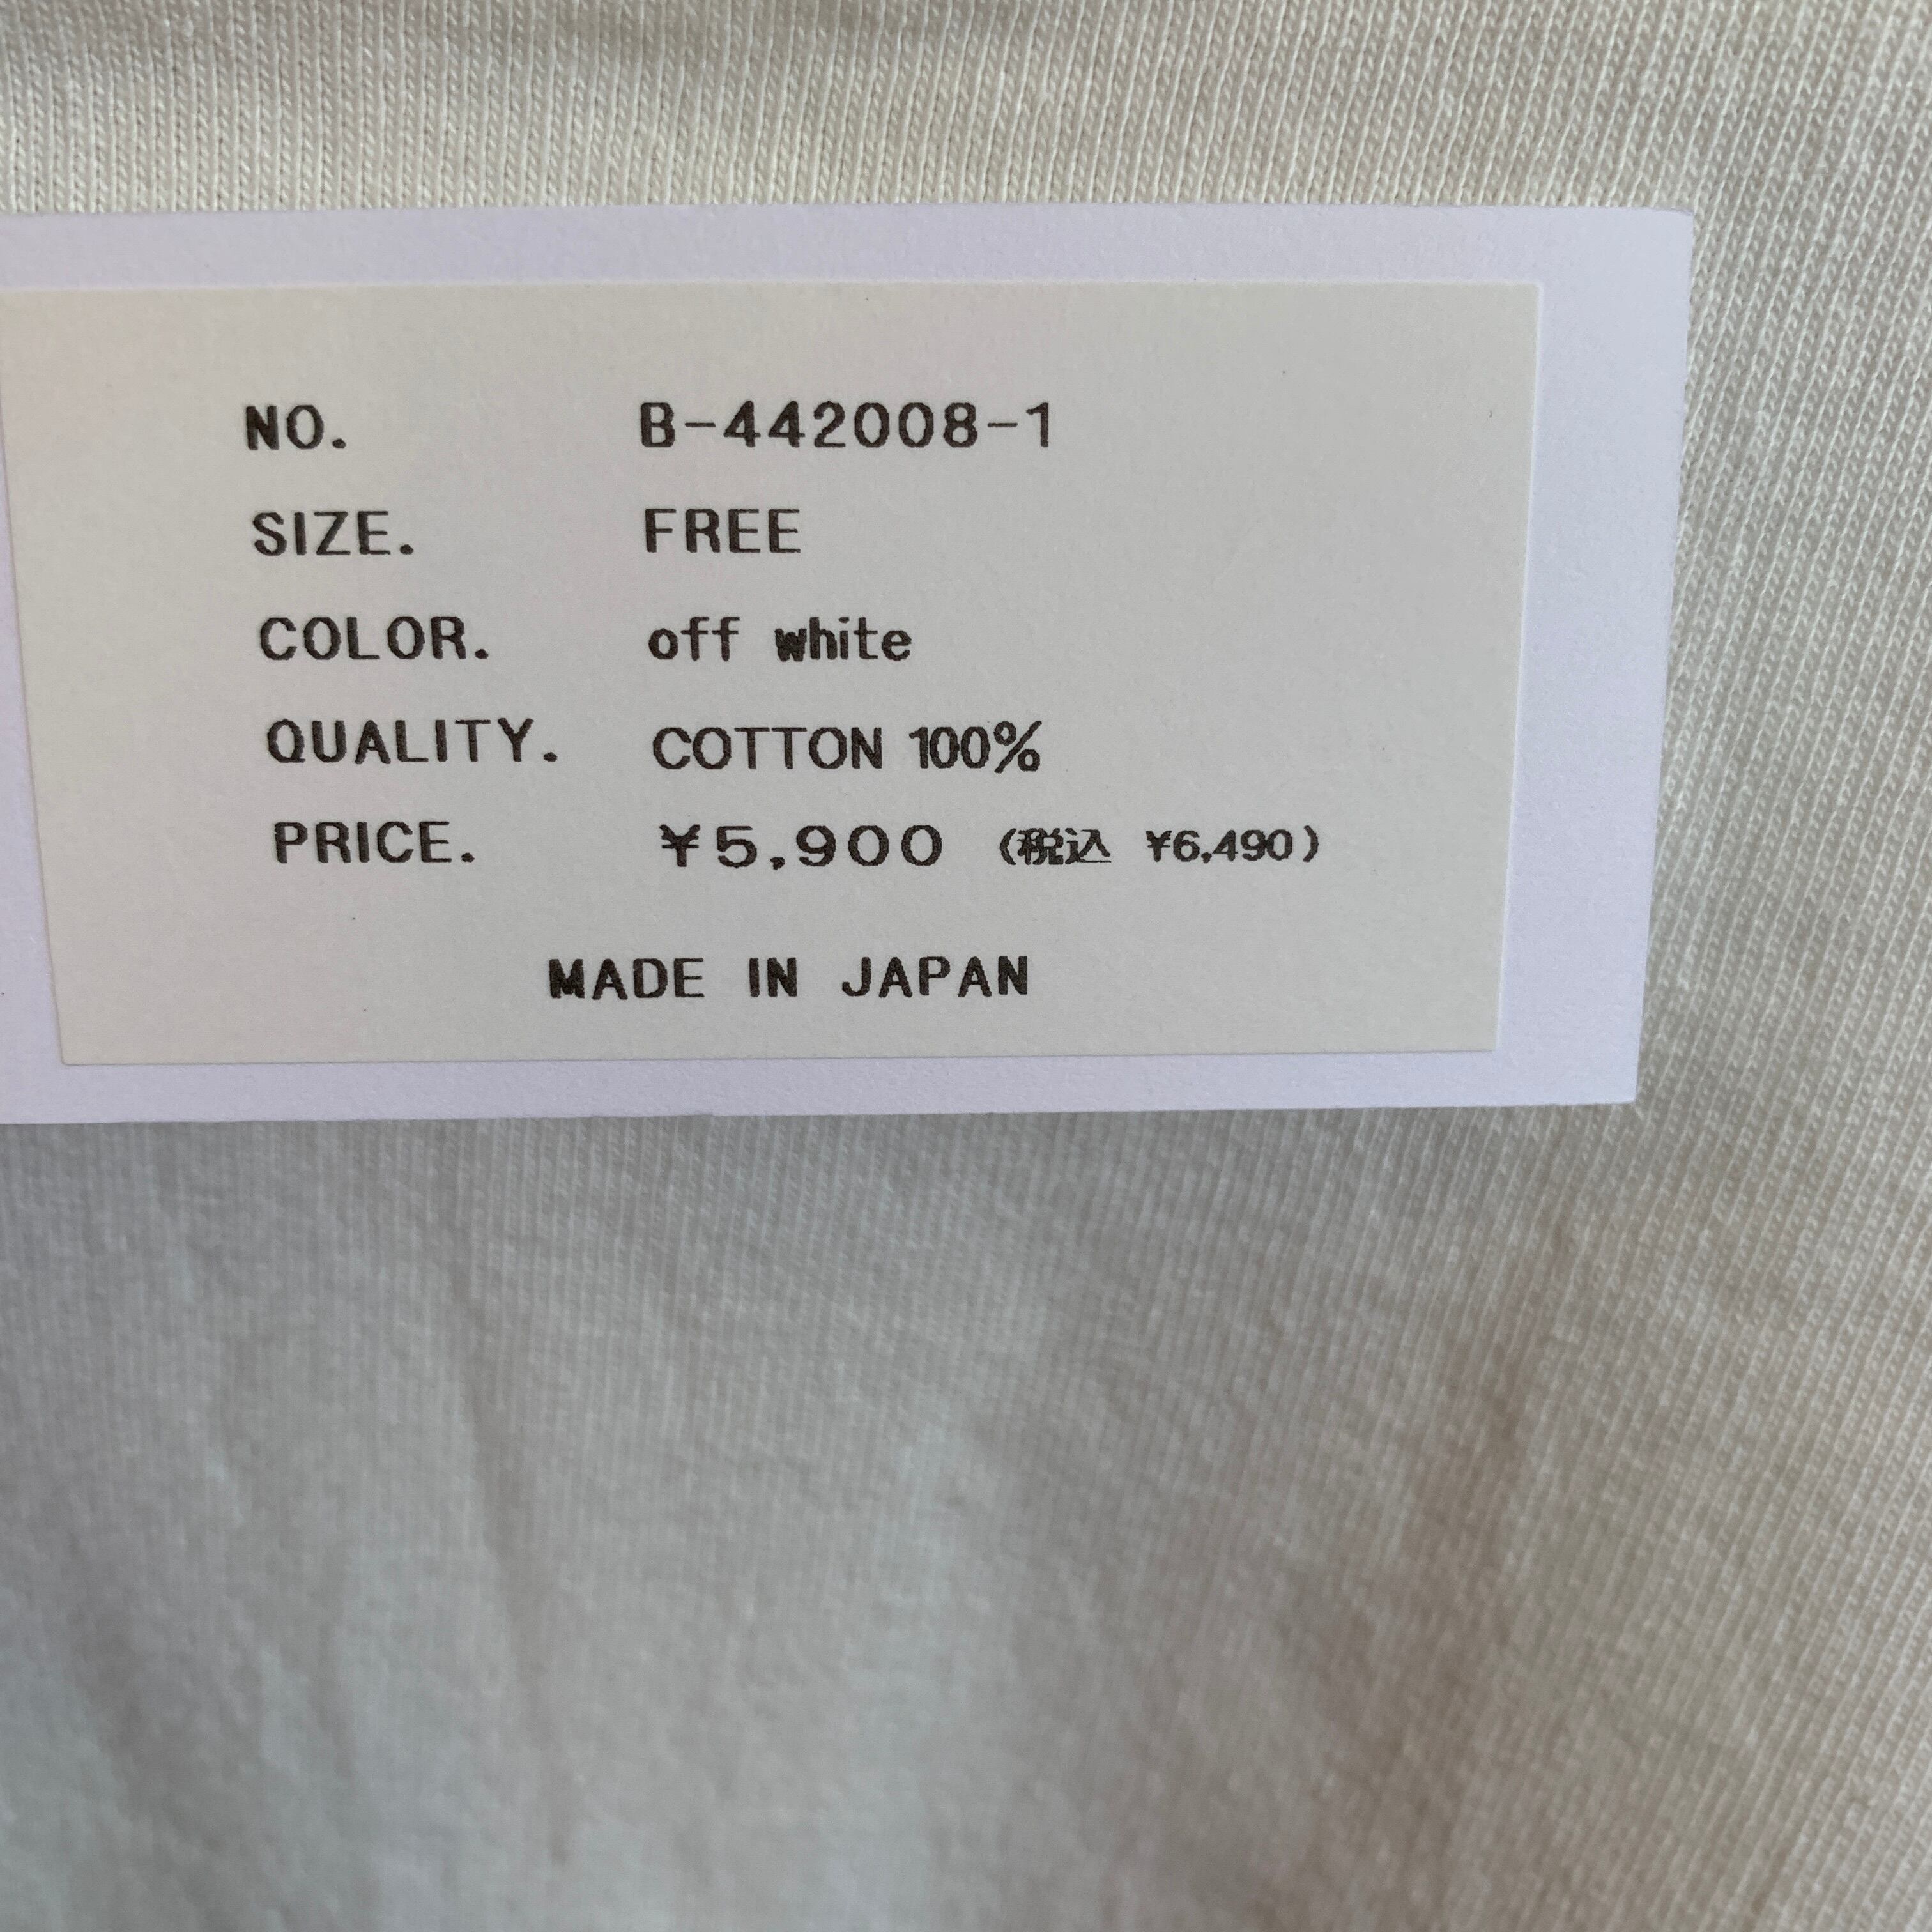 NO. B-442008-1
SIZE. FREE
COLOR. off white
QUALITY. COTTON 100%
PRICE. ¥5,900 (税込 ¥6,490)
MADE IN JAPAN